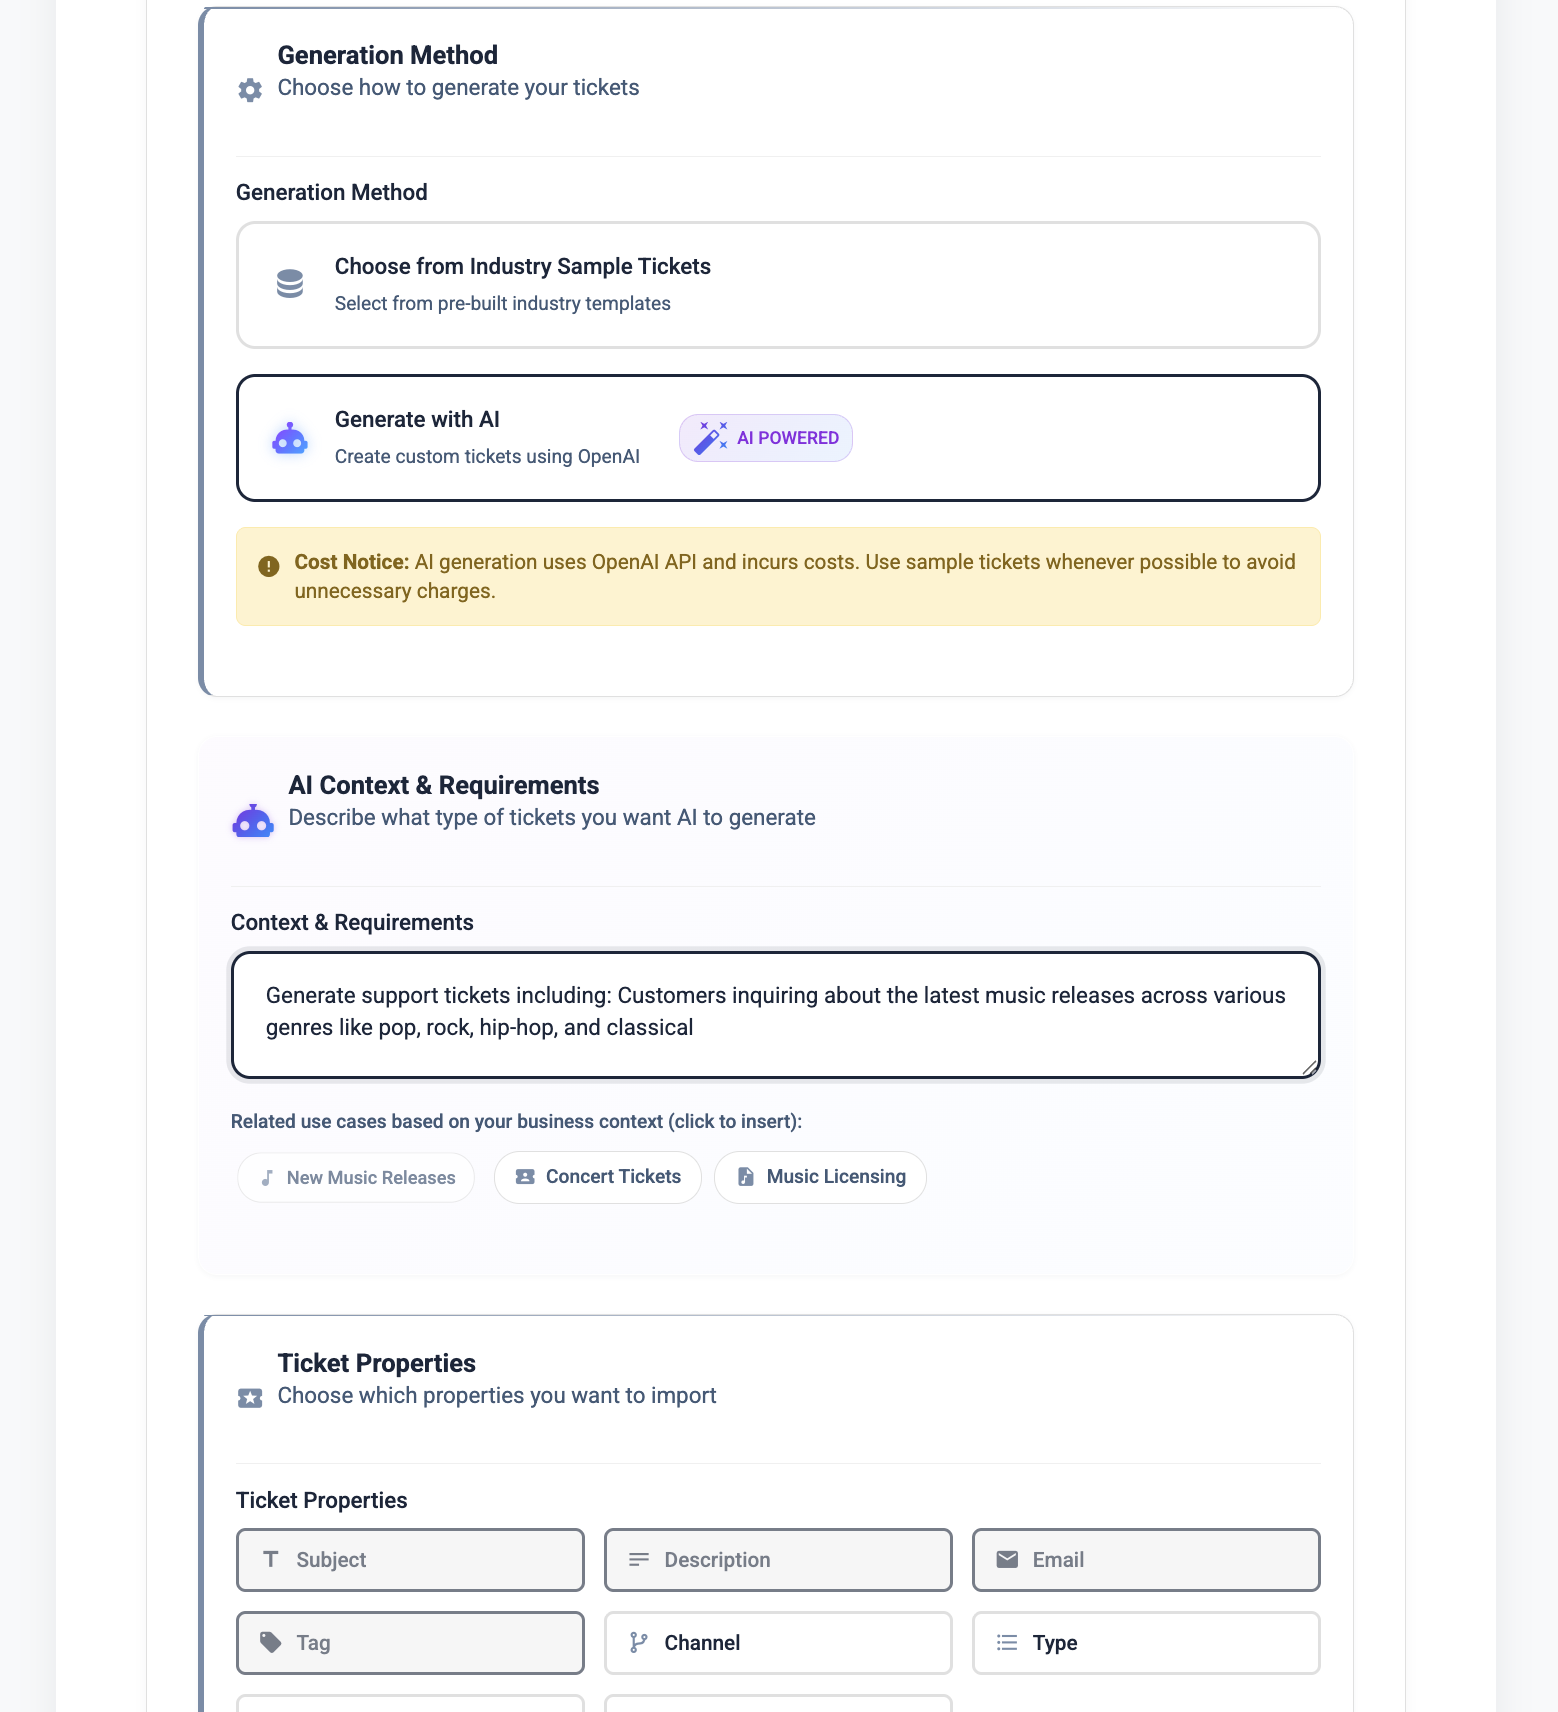 Generation Method
Choose how to generate your tickets
Generation Method
Choose from Industry Sample Tickets
Select from pre-built industry templates
Generate with AI
Create custom tickets using OpenAI
AI POWERED
Cost Notice: AI generation uses OpenAI API and incurs costs. Use sample tickets whenever possible to avoid
unnecessary charges.
AI Context & Requirements
Describe what type of tickets you want AI to generate
Context & Requirements
Generate support tickets including: Customers inquiring about the latest music releases across various
genres like pop, rock, hip-hop, and classical
Related use cases based on your business context (click to insert):
New Music Releases
Concert Tickets
Music Licensing
Ticket Properties
Choose which properties you want to import
Ticket Properties
Subject
Description
Email
Tag
Channel
Type